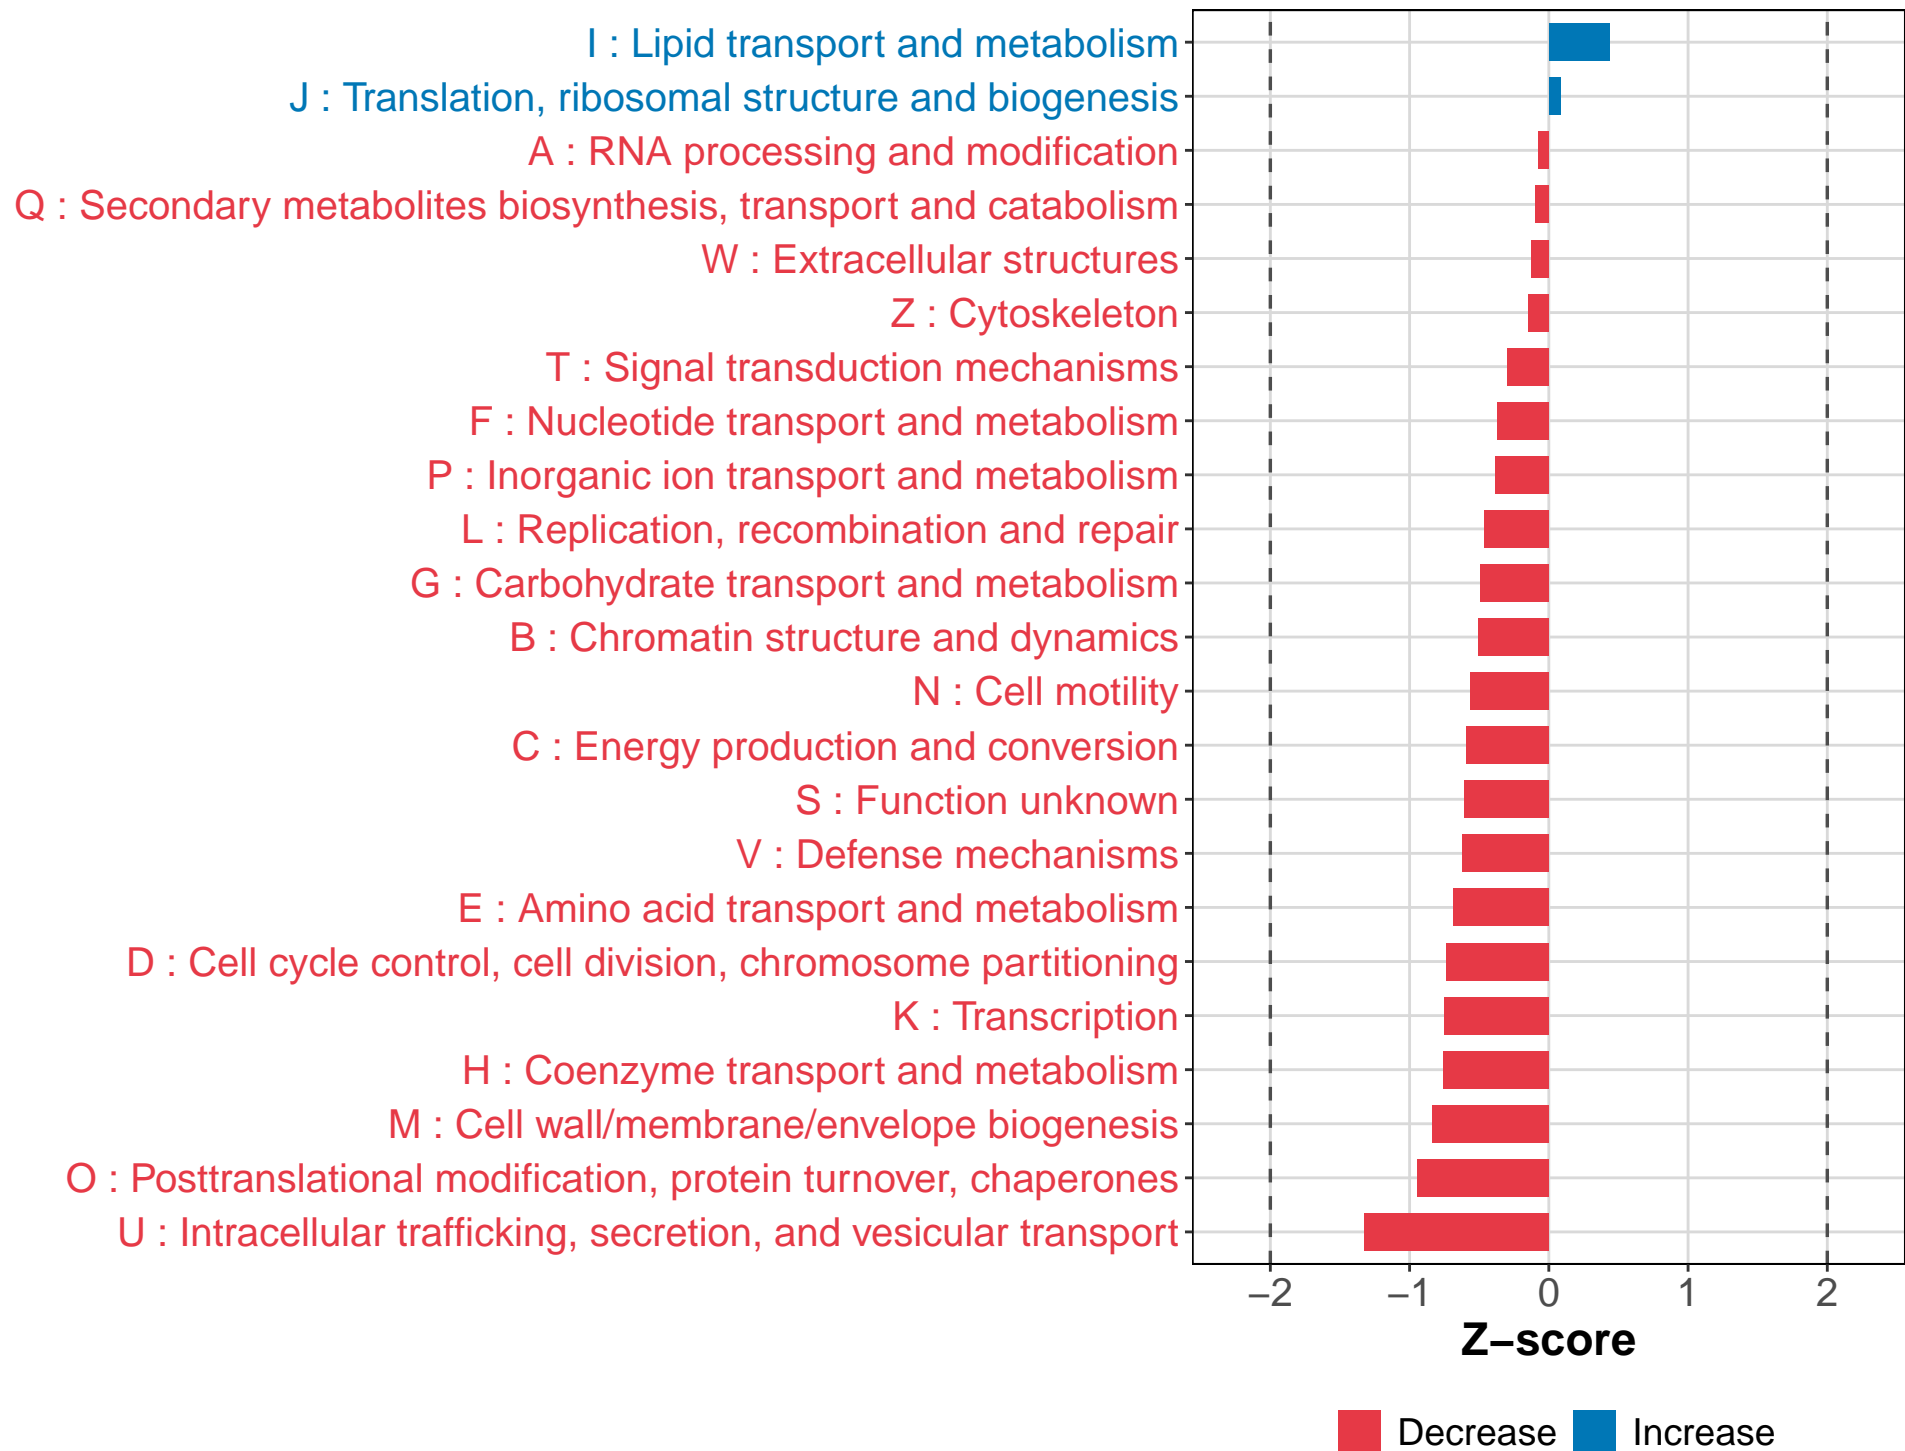 I : Lipid transport and metabolism
J : Translation, ribosomal structure and biogenesis
A : RNA processing and modification
Q : Secondary metabolites biosynthesis, transport and catabolism
W : Extracellular structures
Z : Cytoskeleton
T : Signal transduction mechanisms
F : Nucleotide transport and metabolism
P : Inorganic ion transport and metabolism
L : Replication, recombination and repair
G : Carbohydrate transport and metabolism
B : Chromatin structure and dynamics
N : Cell motility
C : Energy production and conversion
S : Function unknown
V : Defense mechanisms
E : Amino acid transport and metabolism
D : Cell cycle control, cell division, chromosome partitioning
K : Transcription
H : Coenzyme transport and metabolism
M : Cell wall/membrane/envelope biogenesis
O : Posttranslational modification, protein turnover, chaperones
U : Intracellular trafficking, secretion, and vesicular transport
−2 −1 0 1 2
Z−score
Decrease Increase